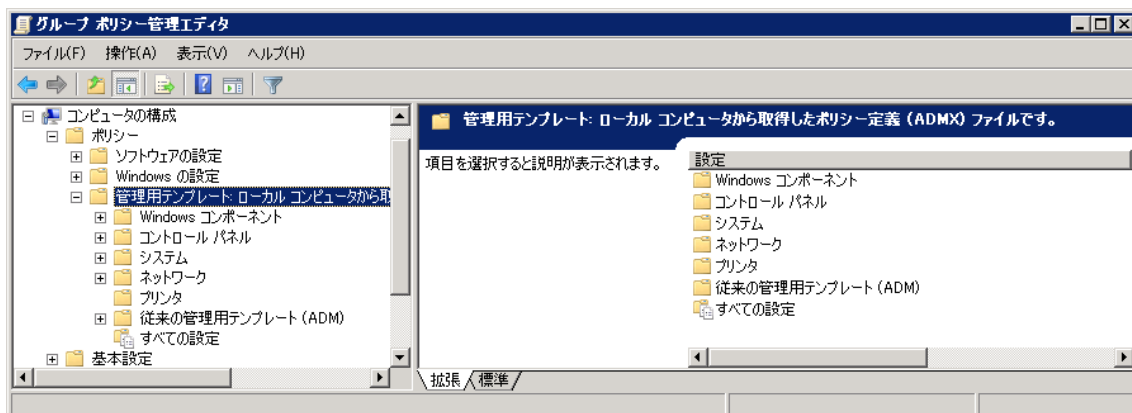 グループ ポリシー管理エディタ
ファイル(F) 操作(A) 表示(V) ヘルプ(H)
コンピュータの構成
ポリシー
ソフトウェアの設定
Windows の設定
管理用テンプレート: ローカル コンピュータから取
Windows コンポーネント
コントロール パネル
システム
ネットワーク
プリンタ
従来の管理用テンプレート (ADM)
すべての設定
基本設定
管理用テンプレート: ローカル コンピュータから取得したポリシー定義 (ADMX) ファイルです。
項目を選択すると説明が表示されます。
設定
Windows コンポーネント
コントロール パネル
システム
ネットワーク
プリンタ
従来の管理用テンプレート (ADM)
すべての設定
拡張 標準